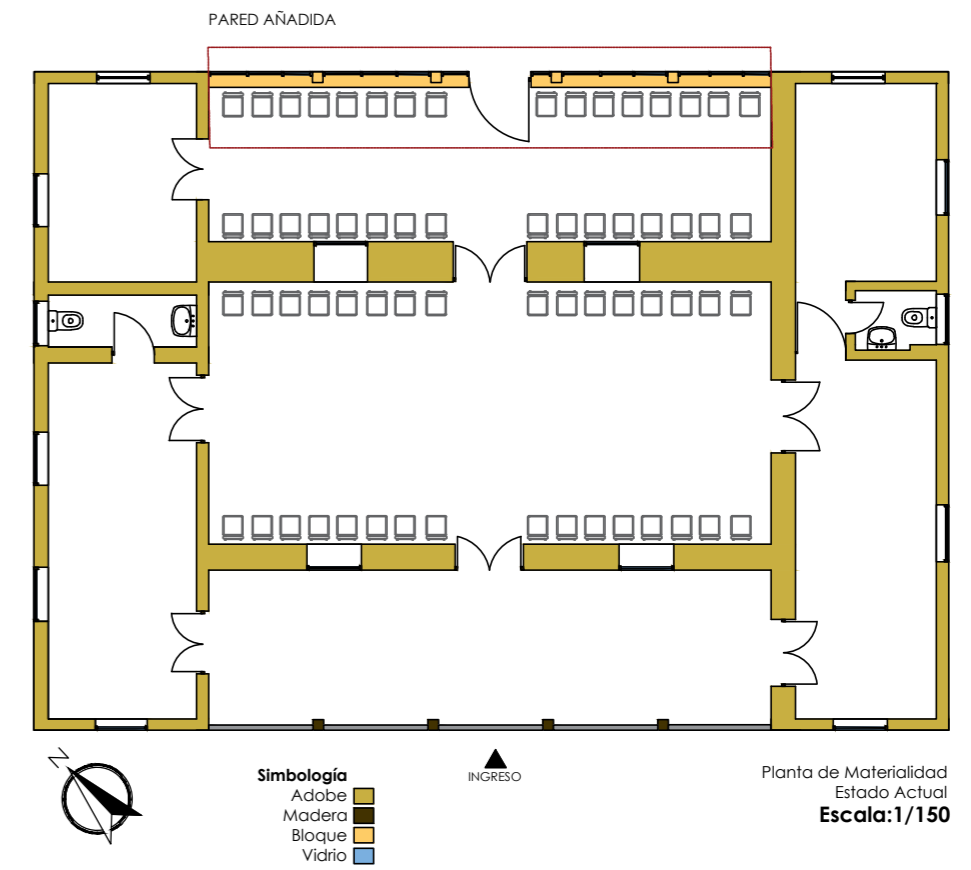 PARED AÑADIDA
N
Simbología
Adobe
Madera
Bloque
Vidrio
INGRESO
Planta de Materialidad
Estado Actual
Escala:1/150